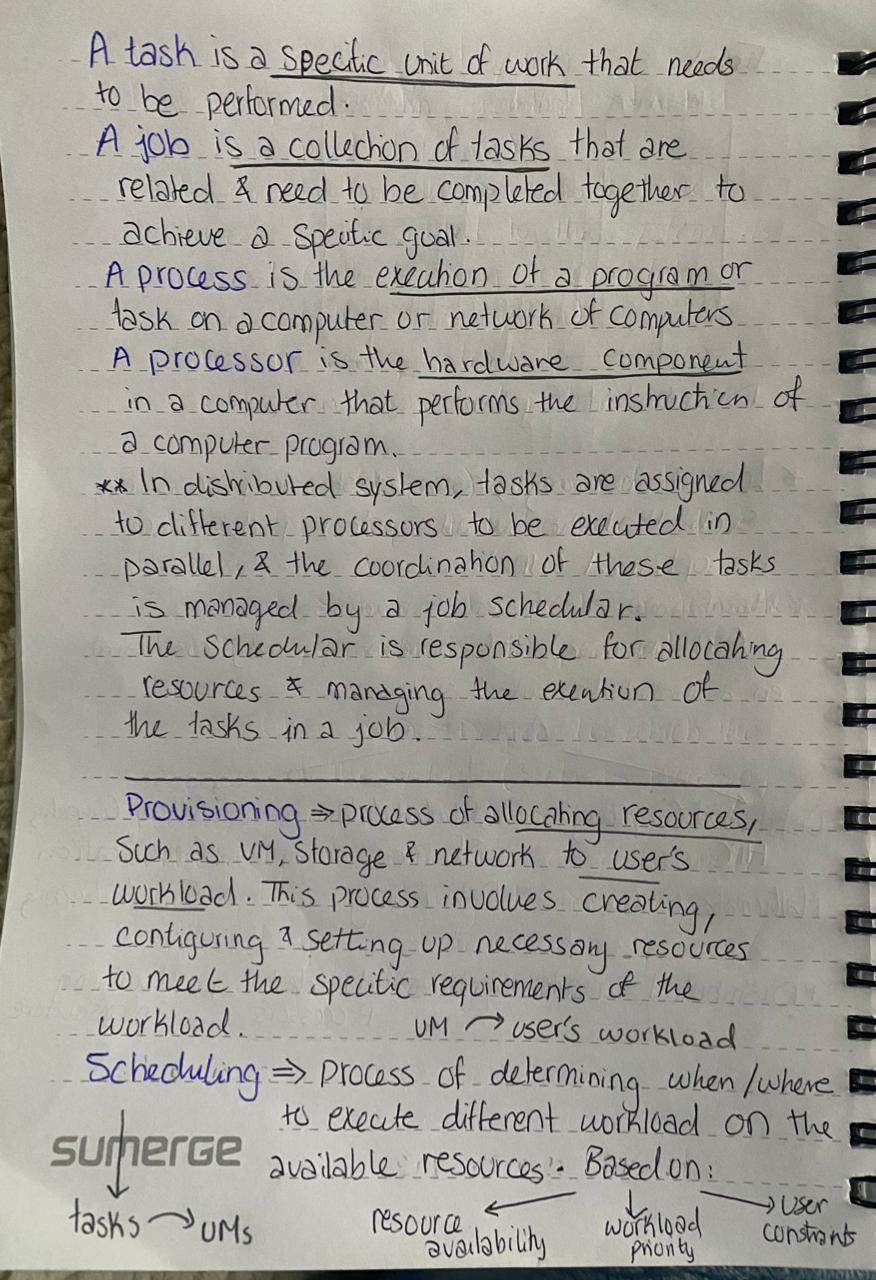 A task is a specific unit of work that needs
to be performed.
A job is a collection of tasks that are
related & need to be completed together to
achieve a specific goal.
A process is the execution of a program or
task on a computer or network of computers
A processor is the hardware component
in a computer that performs the instruction of
a computer program.
** In distributed system, tasks are assigned
to different processors to be executed in
parallel, & the coordination of these tasks
is managed by a job schedular.
The schedular is responsible for allocating
resources & managing the exeution of
the tasks in a job.
Provisioning ⇒ process of allocating resources,
Such as VM, storage & network to user's
workload. This process involves creating,
configuring & setting up necessary resources
to meet the specific requirements of the
workload. VM → user's workload
Scheduling ⇒ process of determining when/where
to execute different workload on the
available resources. Based on:
sumerge
tasks → VMs
resource availability
workload priority
user constraints